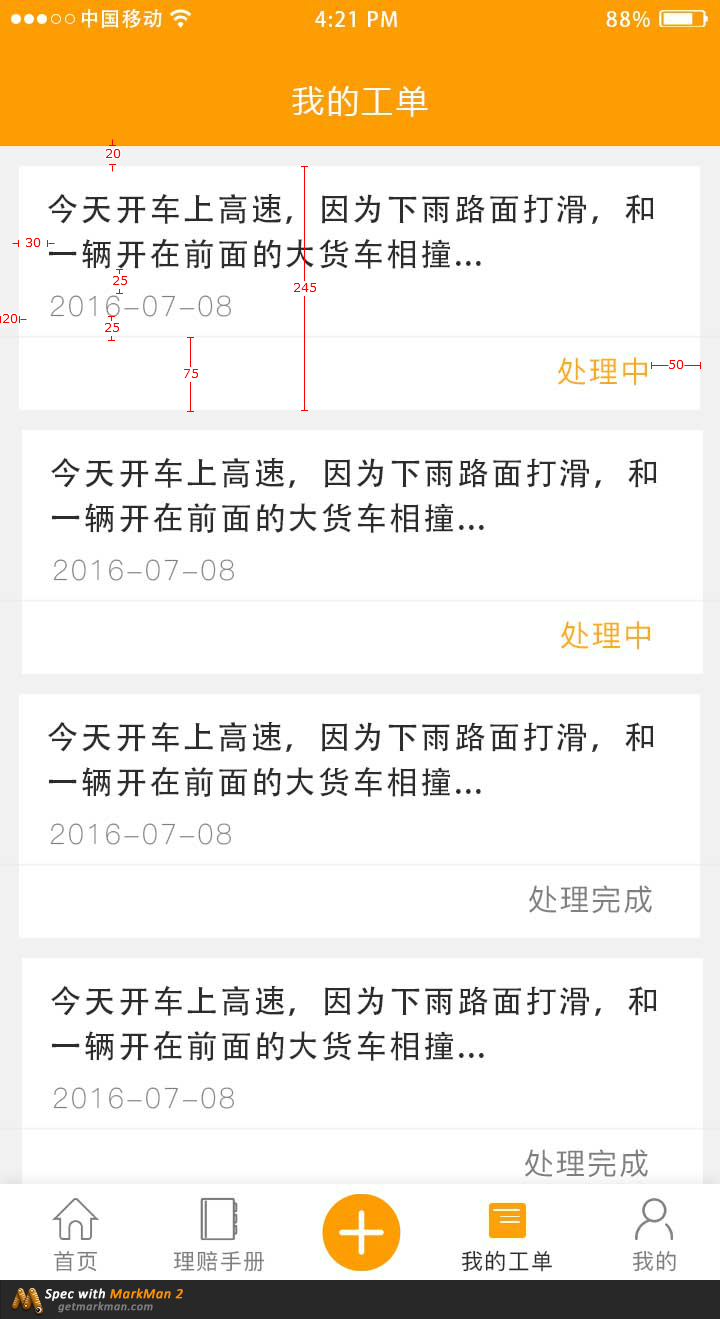 中国移动 4:21 PM 88%
我的工单
20
今天开车上高速，因为下雨路面打滑，和
30
一辆开在前面的大货车相撞...
25
245
2016-07-08
20
25
75
处理中
50
今天开车上高速，因为下雨路面打滑，和
一辆开在前面的大货车相撞...
2016-07-08
处理中
今天开车上高速，因为下雨路面打滑，和
一辆开在前面的大货车相撞...
2016-07-08
处理完成
今天开车上高速，因为下雨路面打滑，和
一辆开在前面的大货车相撞...
2016-07-08
处理完成
首页 理赔手册 我的工单 我的
Spec with MarkMan 2
getmarkman.com